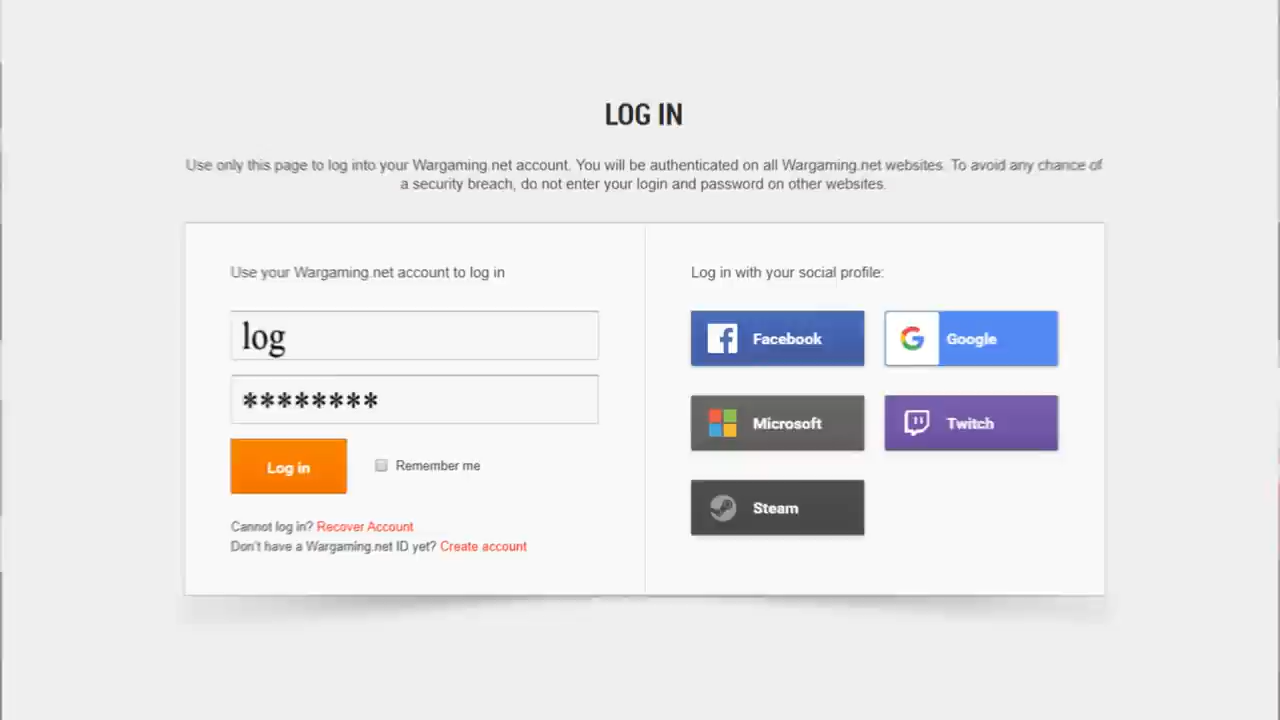 LOG IN
Use only this page to log into your Wargaming.net account. You will be authenticated on all Wargaming.net websites. To avoid any chance of
a security breach, do not enter your login and password on other websites.
Use your Wargaming.net account to log in
log
********
Log in
Remember me
Cannot log in? Recover Account
Don't have a Wargaming.net ID yet? Create account
Log in with your social profile:
Facebook
Google
Microsoft
Twitch
Steam